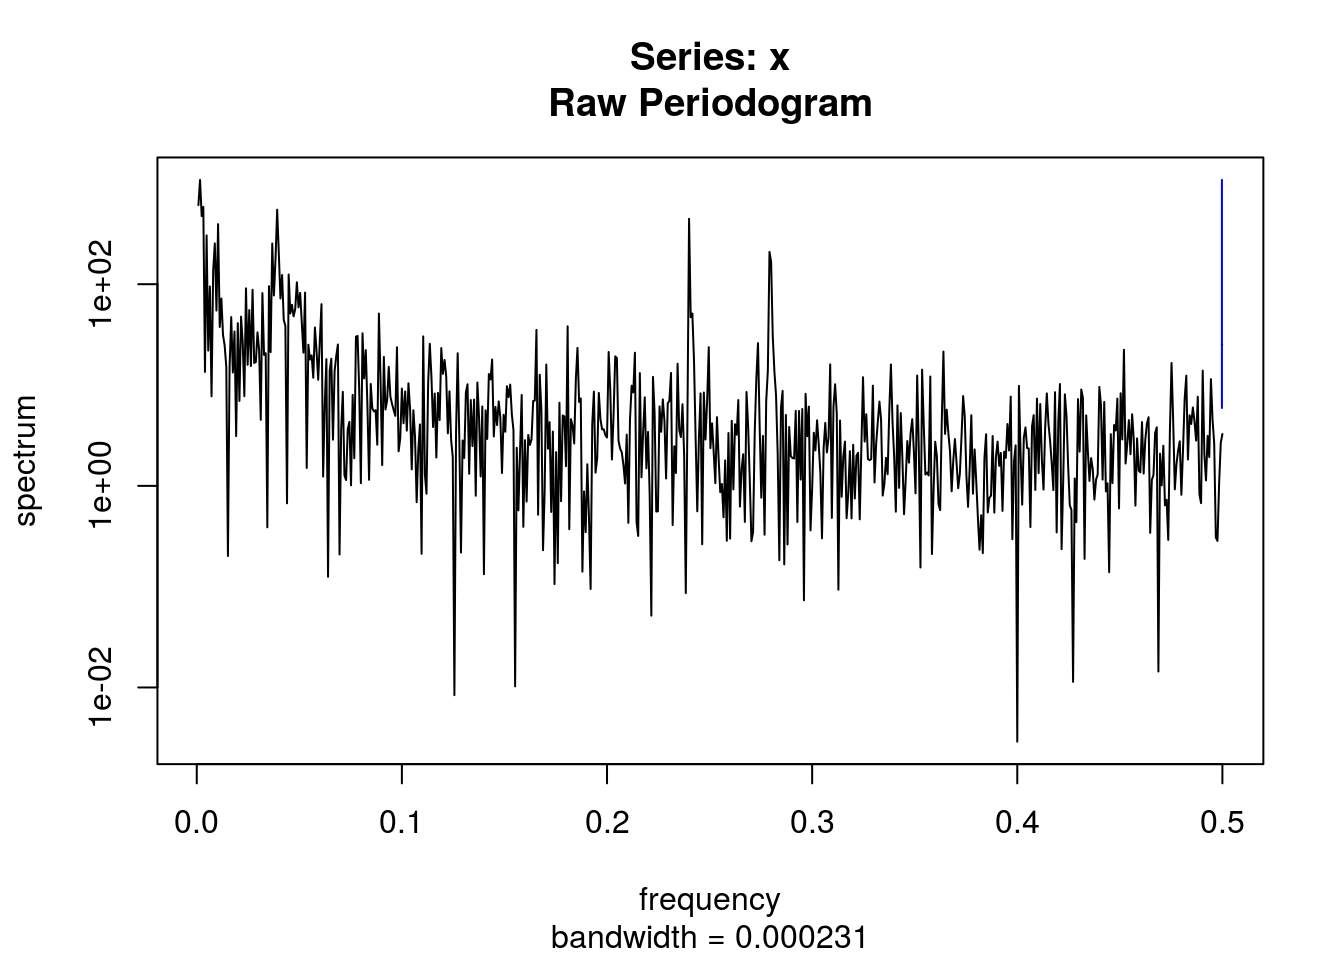 Series: x
Raw Periodogram
spectrum
1e+02
1e+00
1e-02
0.0 0.1 0.2 0.3 0.4 0.5
frequency
bandwidth = 0.000231